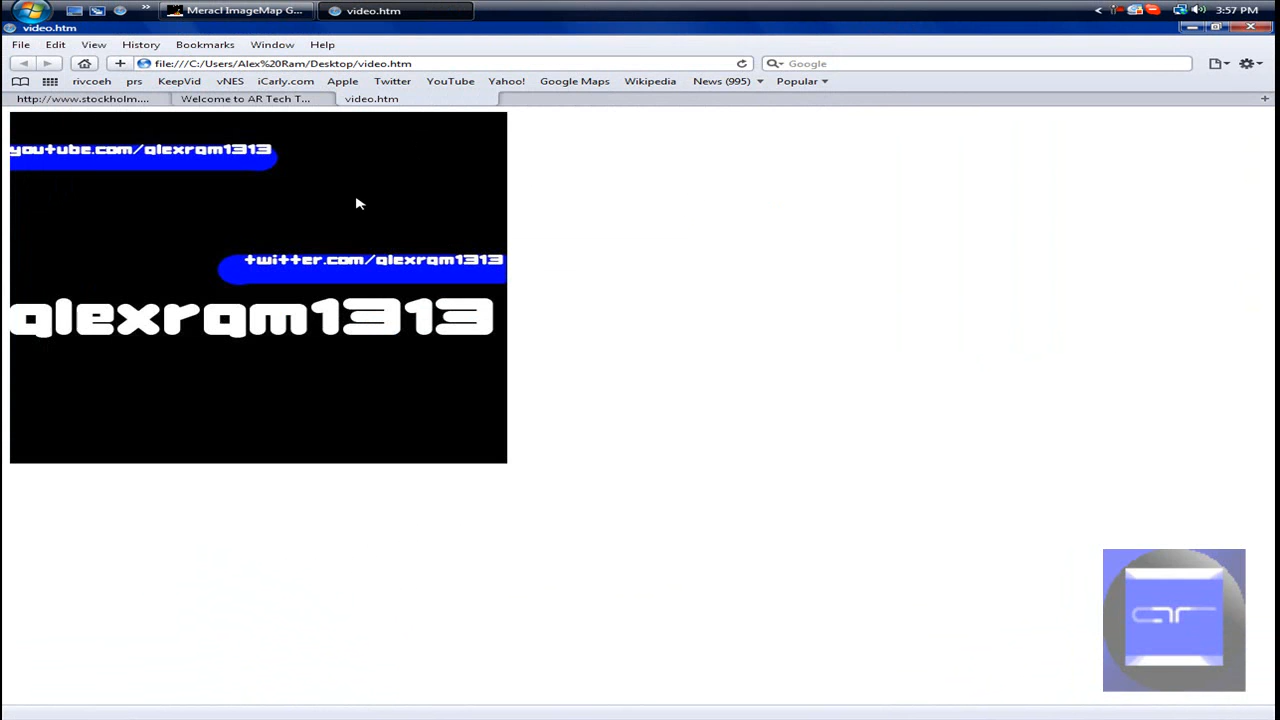 Meracl ImageMap G...
video.htm
3:57 PM
video.htm
File Edit View History Bookmarks Window Help
file:///C:/Users/Alex%20Ram/Desktop/video.htm
Google
rivcoeh prs KeepVid vNES iCarly.com Apple Twitter YouTube Yahoo! Google Maps Wikipedia News (995) Popular
http://www.stockholm....
Welcome to AR Tech T...
video.htm
youtube.com/alexram1313
twitter.com/alexram1313
alexram1313
ar